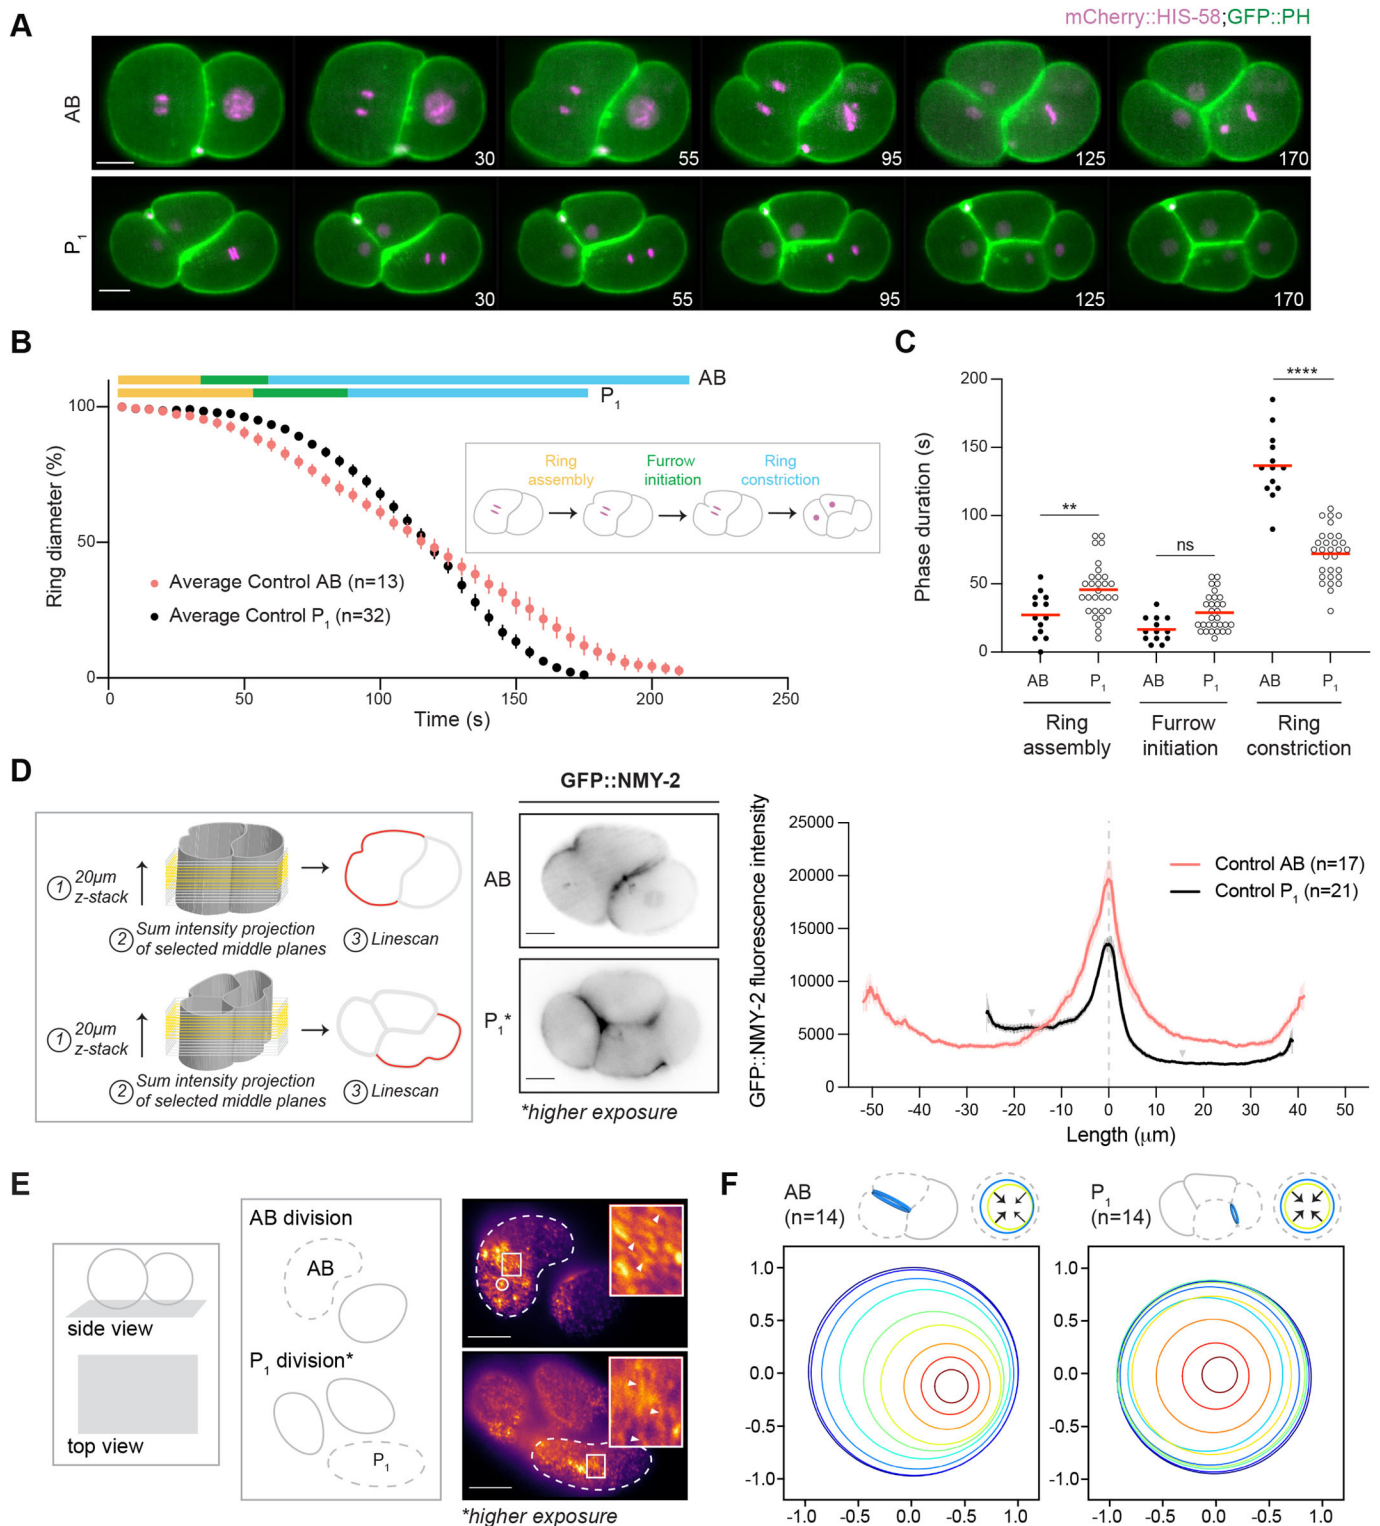 A
mCherry::HIS-58;GFP::PH
AB
30
55
95
125
170
P1
30
55
95
125
170
B
AB
P1
100
50
0
Ring diameter (%)
Ring assembly
Furrow initiation
Ring constriction
Average Control AB (n=13)
Average Control P1 (n=32)
0
50
100
150
200
250
Time (s)
C
200
150
100
50
0
Phase duration (s)
**
ns
****
AB
P1
AB
P1
AB
P1
Ring assembly
Furrow initiation
Ring constriction
D
1 20μm z-stack
2 Sum intensity projection of selected middle planes
3 Linescan
1 20μm z-stack
2 Sum intensity projection of selected middle planes
3 Linescan
GFP::NMY-2
AB
P1*
*higher exposure
GFP::NMY-2 fluorescence intensity
25000
20000
15000
10000
5000
0
Control AB (n=17)
Control P1 (n=21)
-50
-40
-30
-20
-10
0
10
20
30
40
50
Length (μm)
E
side view
top view
AB division
AB
P1 division*
P1
*higher exposure
F
AB
(n=14)
1.0
0.5
0.0
-0.5
-1.0
-1.0
-0.5
0.0
-0.5
1.0
P1
(n=14)
1.0
0.5
0.0
-0.5
-1.0
-1.0
-0.5
0.0
-0.5
1.0